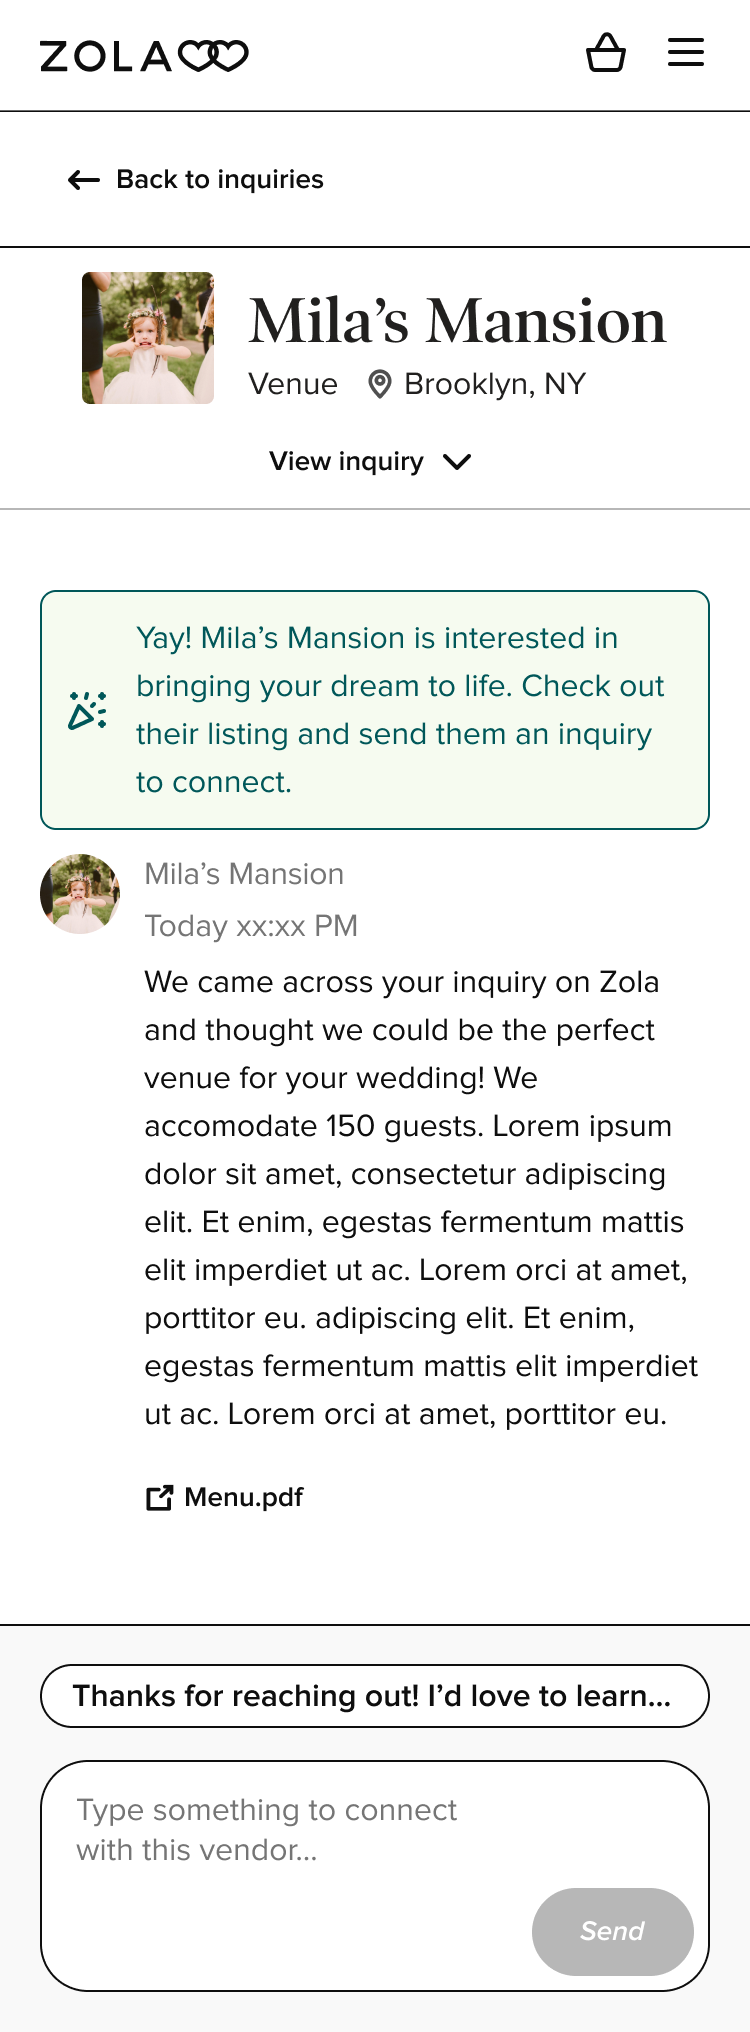 ZOLA
Back to inquiries
Mila’s Mansion
Venue Brooklyn, NY
View inquiry
Yay! Mila’s Mansion is interested in
bringing your dream to life. Check out
their listing and send them an inquiry
to connect.
Mila’s Mansion
Today xx:xx PM
We came across your inquiry on Zola
and thought we could be the perfect
venue for your wedding! We
accomodate 150 guests. Lorem ipsum
dolor sit amet, consectetur adipiscing
elit. Et enim, egestas fermentum mattis
elit imperdiet ut ac. Lorem orci at amet,
porttitor eu. adipiscing elit. Et enim,
egestas fermentum mattis elit imperdiet
ut ac. Lorem orci at amet, porttitor eu.
Menu.pdf
Thanks for reaching out! I’d love to learn...
Type something to connect
with this vendor...
Send